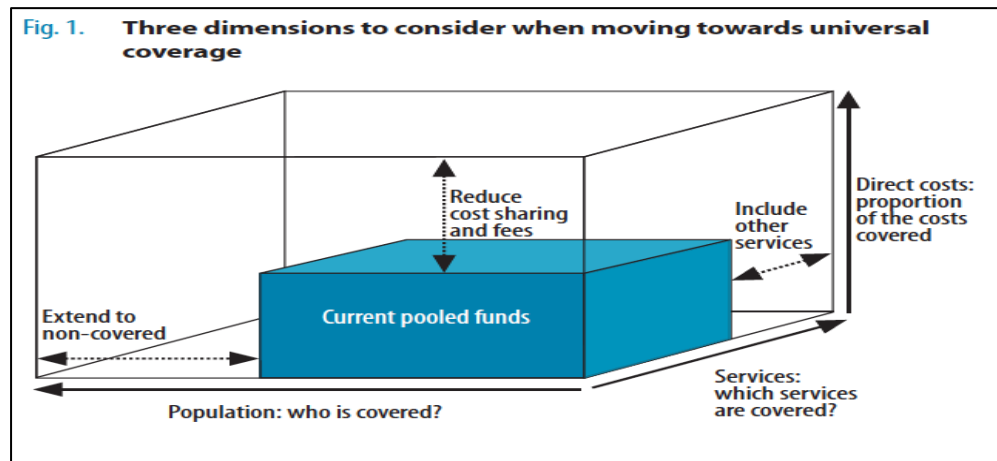 Fig. 1. Three dimensions to consider when moving towards universal
coverage
Reduce
cost sharing
and fees
Include
other
services
Direct costs:
proportion
of the costs
covered
Extend to
non-covered
Current pooled funds
Services:
which services
are covered?
Population: who is covered?